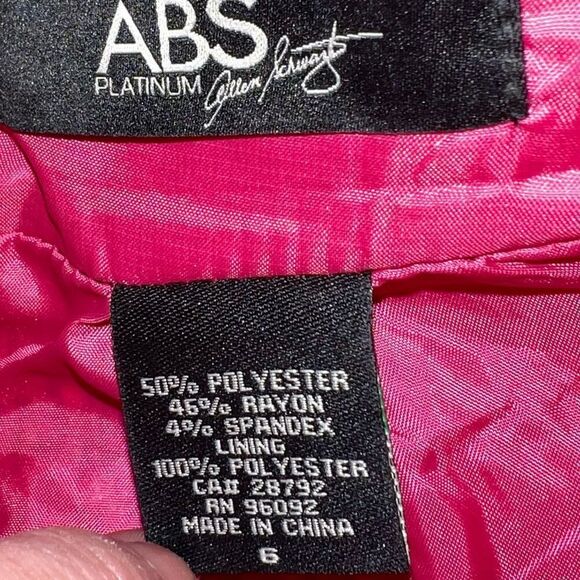 ABS
PLATINUM Allen Schwartz
50% POLYESTER
46% RAYON
4% SPANDEX
LINING
100% POLYESTER
CA# 28792
RN 96092
MADE IN CHINA
6